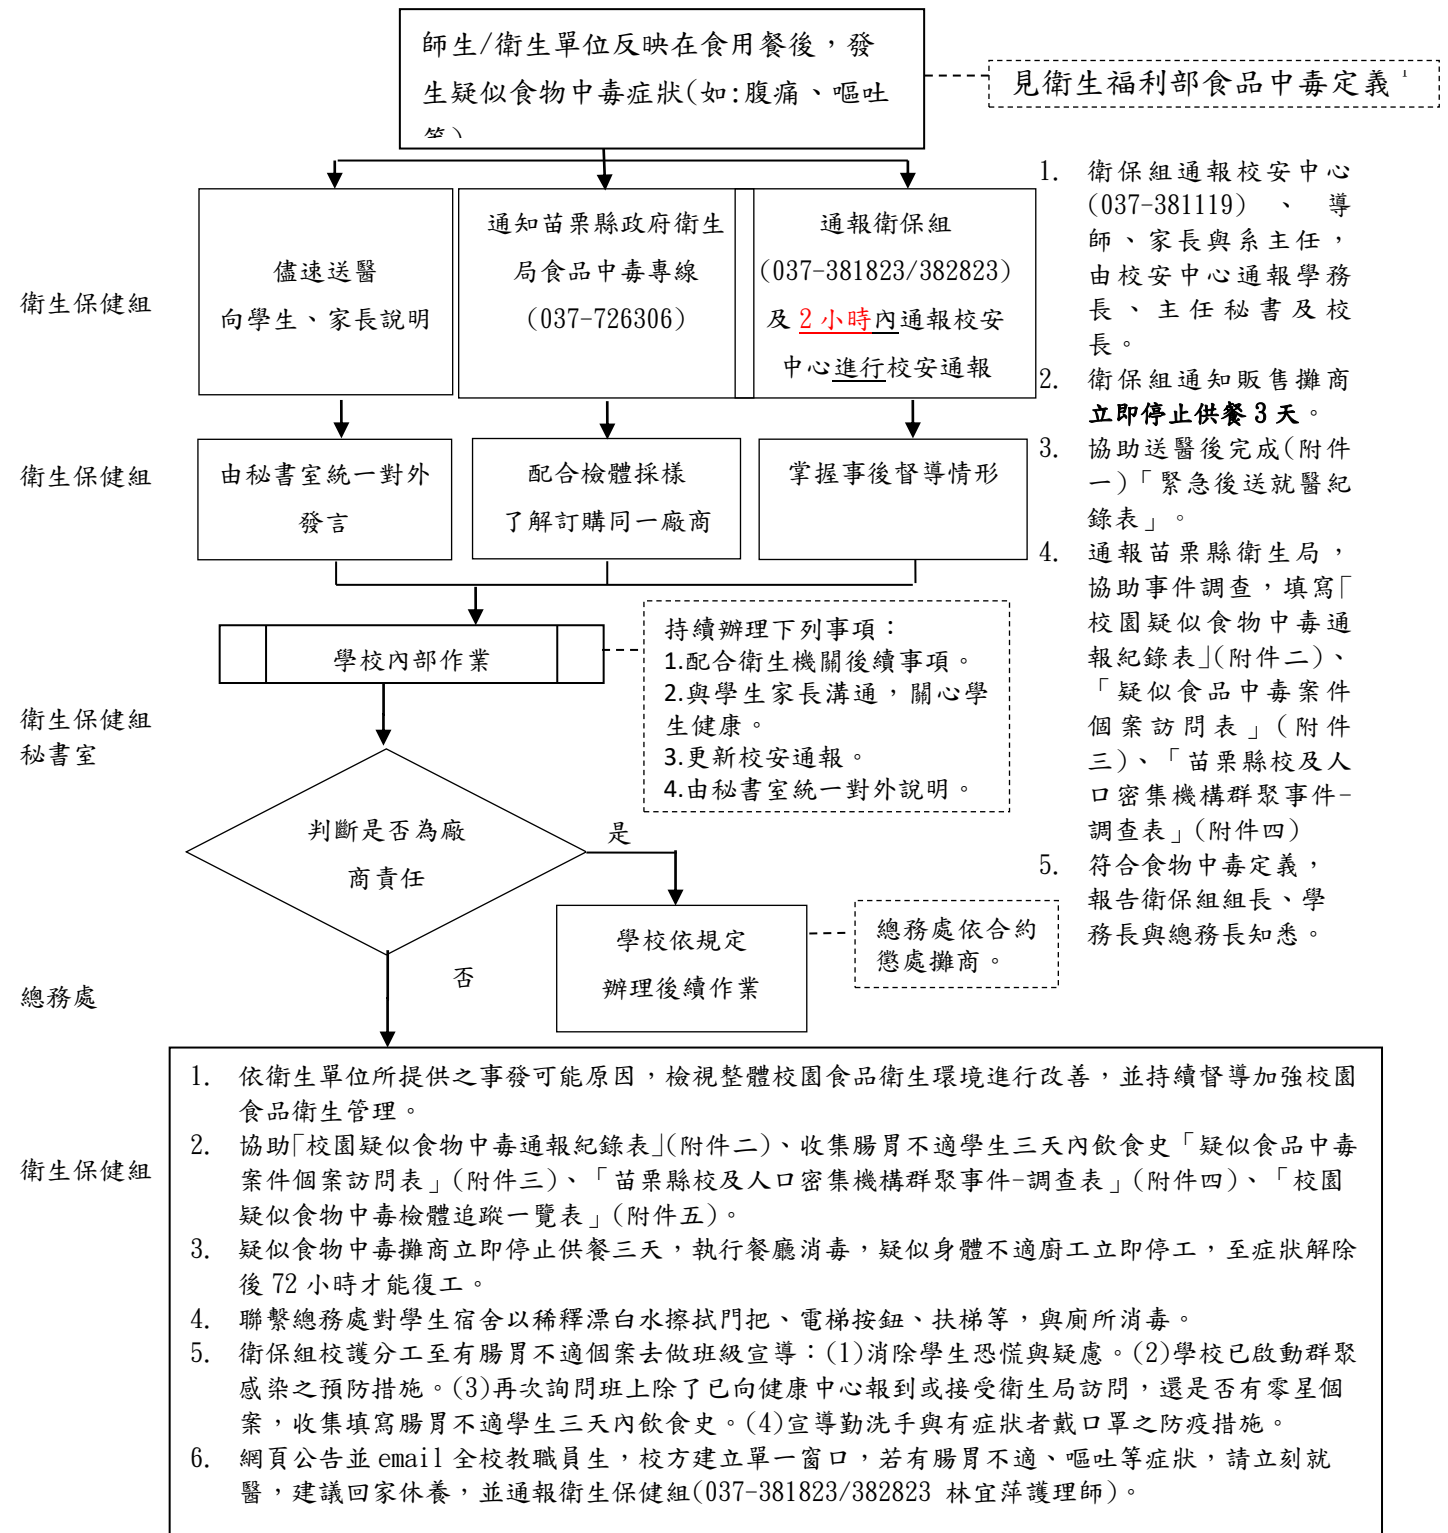 師生/衛生單位反映在食用餐後，發
生疑似食物中毒症狀(如:腹痛、嘔吐
等)
見衛生福利部食品中毒定義1
衛生保健組
儘速送醫
向學生、家長說明
通知苗栗縣政府衛生
局食品中毒專線
(037-726306)
通報衛保組
(037-381823/382823)
及 2 小時內通報校安
中心進行校安通報
衛生保健組
由秘書室統一對外
發言
配合檢體採樣
了解訂購同一廠商
掌握事後督導情形
1. 衛保組通報校安中心
(037-381119) 、 導
師、家長與系主任，
由校安中心通報學務
長、主任秘書及校
長。
2. 衛保組通知販售攤商
立即停止供餐 3 天。
3. 協助送醫後完成(附件
一)「緊急後送就醫紀
錄表」。
4. 通報苗栗縣衛生局，
協助事件調查，填寫「
校園疑似食物中毒通
報紀錄表」(附件二)、
「疑似食品中毒案件
個案訪問表」(附件
三)、「苗栗縣校及人
口密集機構群聚事件-
調查表」(附件四)
5. 符合食物中毒定義，
報告衛保組組長、學
務長與總務長知悉。
衛生保健組
秘書室
學校內部作業
持續辦理下列事項：
1.配合衛生機關後續事項。
2.與學生家長溝通，關心學
生健康。
3.更新校安通報。
4.由秘書室統一對外說明。
判斷是否為廠
商責任
是
否
總務處
學校依規定
辦理後續作業
總務處依合約
懲處攤商。
衛生保健組
1. 依衛生單位所提供之事發可能原因，檢視整體校園食品衛生環境進行改善，並持續督導加強校園
食品衛生管理。
2. 協助「校園疑似食物中毒通報紀錄表」(附件二)、收集腸胃不適學生三天內飲食史「疑似食品中毒
案件個案訪問表」(附件三)、「苗栗縣校及人口密集機構群聚事件-調查表」(附件四)、「校園
疑似食物中毒檢體追蹤一覽表」(附件五)。
3. 疑似食物中毒攤商立即停止供餐三天，執行餐廳消毒，疑似身體不適廚工立即停工，至症狀解除
後 72 小時才能復工。
4. 聯繫總務處對學生宿舍以稀釋漂白水擦拭門把、電梯按鈕、扶梯等，與廁所消毒。
5. 衛保組校護分工至有腸胃不適個案去做班級宣導：(1)消除學生恐慌與疑慮。(2)學校已啟動群聚
感染之預防措施。(3)再次詢問班上除了已向健康中心報到或接受衛生局訪問，還是否有零星個
案，收集填寫腸胃不適學生三天內飲食史。(4)宣導勤洗手與有症狀者戴口罩之防疫措施。
6. 網頁公告並 email 全校教職員生，校方建立單一窗口，若有腸胃不適、嘔吐等症狀，請立刻就
醫，建議回家休養，並通報衛生保健組(037-381823/382823 林宜萍護理師)。